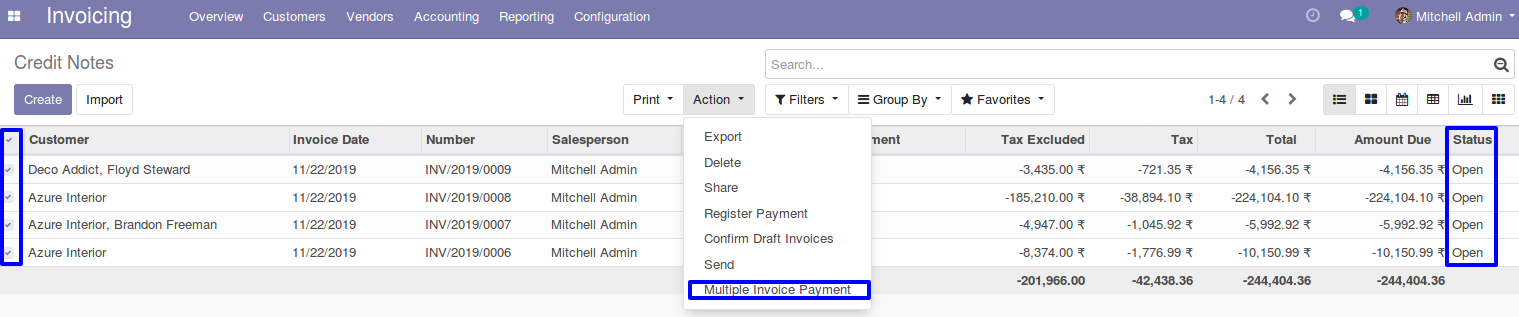 Invoicing Overview Customers Vendors Accounting Reporting Configuration 1 Mitchell Admin
Credit Notes Search...
Create Import Print Action Filters Group By Favorites 1-4 / 4
Customer Invoice Date Number Salesperson ment Tax Excluded Tax Total Amount Due Status
Deco Addict, Floyd Steward 11/22/2019 INV/2019/0009 Mitchell Admin -3,435.00 ₹ -721.35 ₹ -4,156.35 ₹ -4,156.35 ₹ Open
Azure Interior 11/22/2019 INV/2019/0008 Mitchell Admin -185,210.00 ₹ -38,894.10 ₹ -224,104.10 ₹ -224,104.10 ₹ Open
Azure Interior, Brandon Freeman 11/22/2019 INV/2019/0007 Mitchell Admin -4,947.00 ₹ -1,045.92 ₹ -5,992.92 ₹ -5,992.92 ₹ Open
Azure Interior 11/22/2019 INV/2019/0006 Mitchell Admin -8,374.00 ₹ -1,776.99 ₹ -10,150.99 ₹ -10,150.99 ₹ Open
-201,966.00 -42,438.36 -244,404.36 -244,404.36
Export
Delete
Share
Register Payment
Confirm Draft Invoices
Send
Multiple Invoice Payment